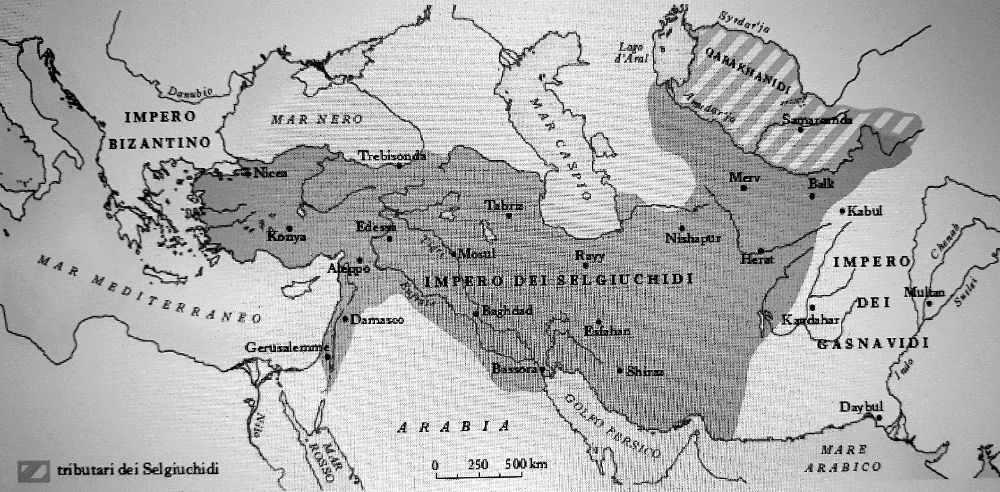 Syrdar'ja
Lago
d'Aral
QARAKHANIDI
Danubio
Amidar'ja
IMPERO
BIZANTINO
MAR NERO
MAR CASPIO
Samarcanda
Trebisonda
Nicea
Merv
Balk
Tabriz
Kabul
Edessa
Konya
Nishapur
Chanab
Tigri
Mosul
Rayy
Herat
Aleppo
IMPERO
DEI
GASNAVIDI
IMPERO DEI SELGIUCHIDI
MAR MEDITERRANEO
Eufrate
Multan
Sutlei
Baghdad
Damasco
Esfahan
Kandahar
Gerusalemme
Bassora
Shiraz
Indo
GOLFO PERSICO
Daybul
Nilo
ARABIA
MAR
ROSSO
MARE
ARABICO
0 250 500 km
tributari dei Selgiuchidi